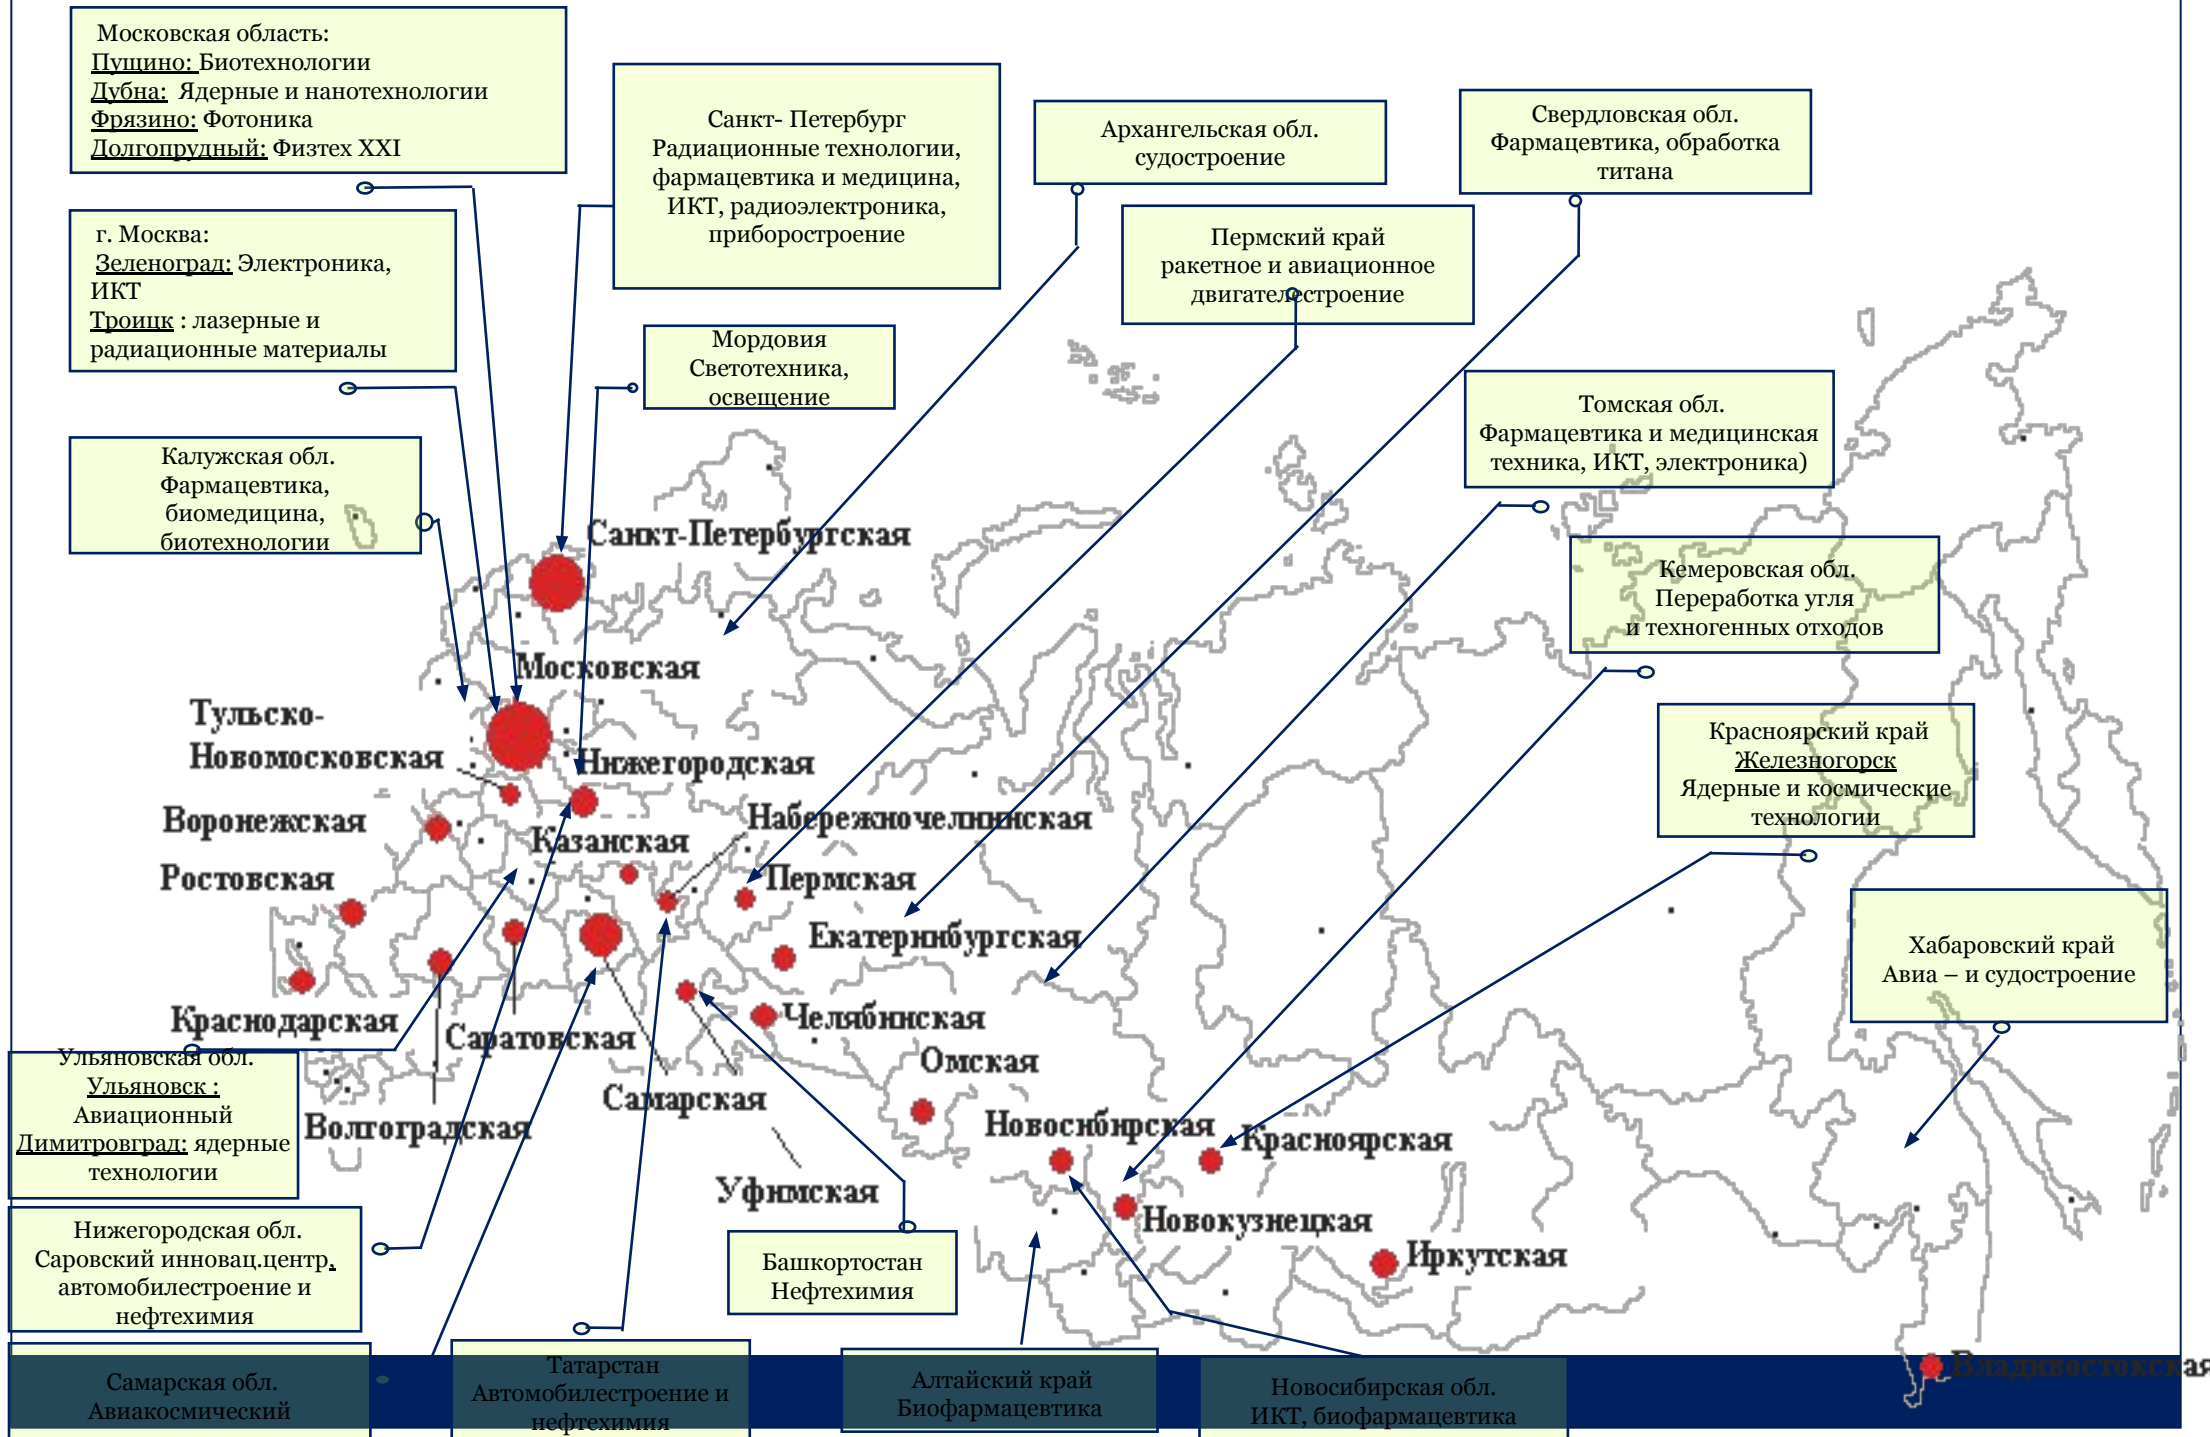 Московская область:
Пущино: Биотехнологии
Дубна: Ядерные и нанотехнологии
Фрязино: Фотоника
Долгопрудный: Физтех XXI
г. Москва:
Зеленоград: Электроника,
ИКТ
Троицк : лазерные и
радиационные материалы
Калужская обл.
Фармацевтика,
биомедицина,
биотехнологии
Санкт- Петербург
Радиационные технологии,
фармацевтика и медицина,
ИКТ, радиоэлектроника,
приборостроение
Мордовия
Светотехника,
освещение
Архангельская обл.
судостроение
Пермский край
ракетное и авиационное
двигателестроение
Свердловская обл.
Фармацевтика, обработка
титана
Томская обл.
Фармацевтика и медицинская
техника, ИКТ, электроника)
Кемеровская обл.
Переработка угля
и техногенных отходов
Красноярский край
Железногорск
Ядерные и космические
технологии
Хабаровский край
Авиа – и судостроение
Санкт-Петербургская
Московская
Тульско-
Новомосковская
Нижегородская
Воронежская
Казанская
Набережночелнинская
Ростовская
Пермская
Екатеринбургская
Краснодарская
Саратовская
Челябинская
Омская
Самарская
Волгоградская
Уфимская
Новосибирская
Красноярская
Новокузнецкая
Иркутская
Владивостокская
Ульяновская обл.
Ульяновск :
Авиационный
Димитровград: ядерные
технологии
Нижегородская обл.
Саровский инновац.центр,
автомобилестроение и
нефтехимия
Самарская обл.
Авиакосмический
Татарстан
Автомобилестроение и
нефтехимия
Башкортостан
Нефтехимия
Алтайский край
Биофармацевтика
Новосибирская обл.
ИКТ, биофармацевтика